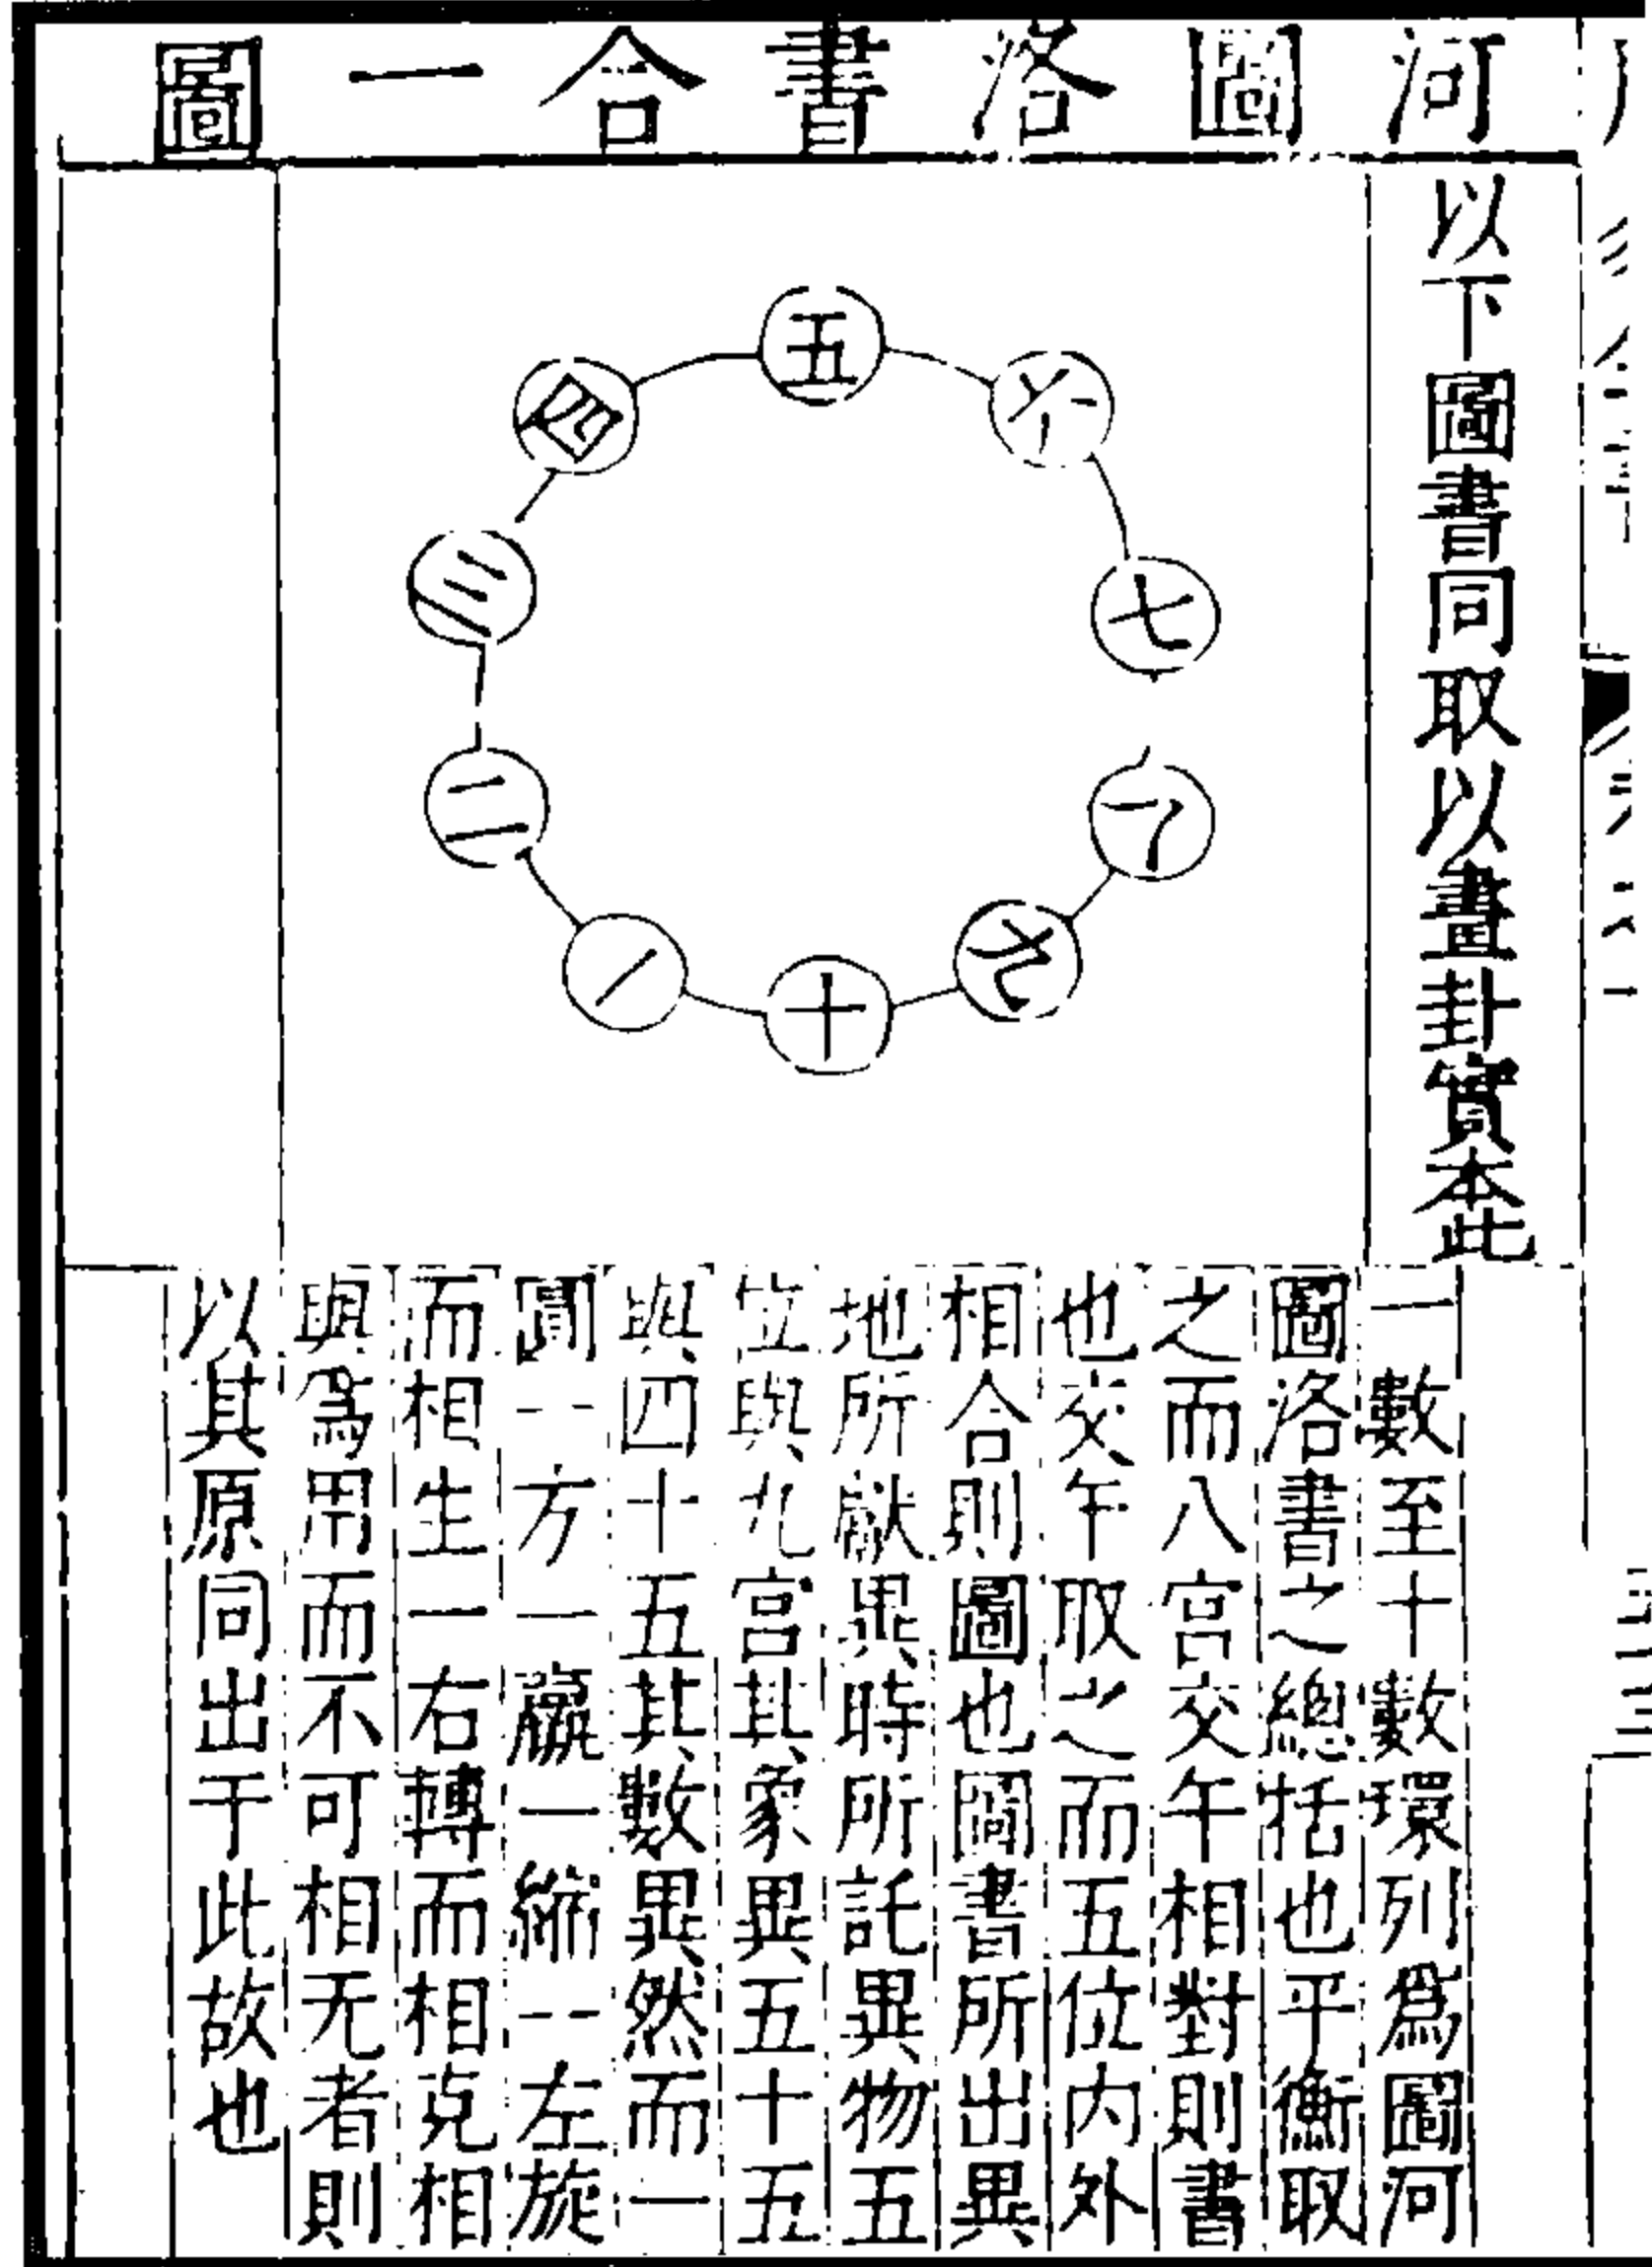 河圖洛書合一圖
以下圖書同取以畫卦實本此
五
六
七
八
九
十
一
二
三
四
一數至十數環列爲圖河
圖洛書之總括也平衡取
之而八宮交午相對則書
也交午取之而五位内外
相合則圖也圖書所出異
地所獻異時所託異物五
位與九宮其象異五十五
與四十五其數異然而一
圓一方一贏一縮一左旋
而相生一右轉而相克相
與爲用而不可相无者則
以其原同出于此故也